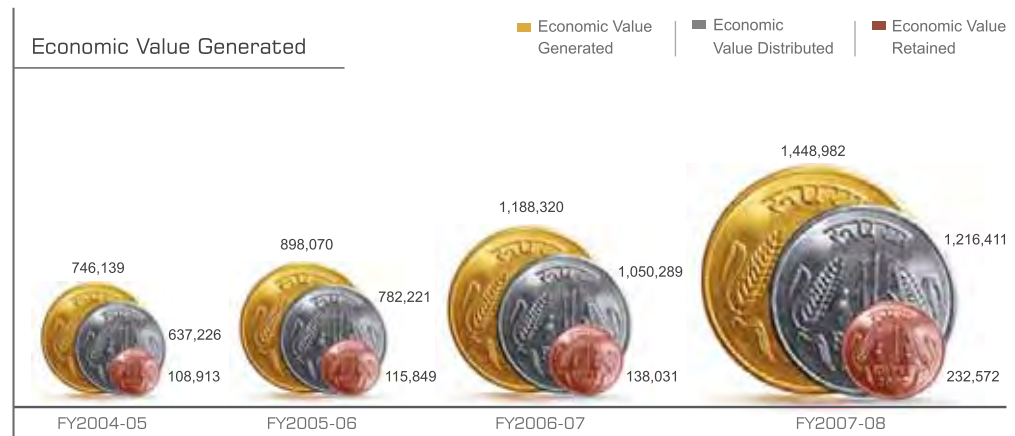 Economic Value Generated
Economic Value
Generated
Economic
Value Distributed
Economic Value
Retained
746,139
637,226
108,913
898,070
782,221
115,849
1,188,320
1,050,289
138,031
1,448,982
1,216,411
232,572
FY2004-05
FY2005-06
FY2006-07
FY2007-08